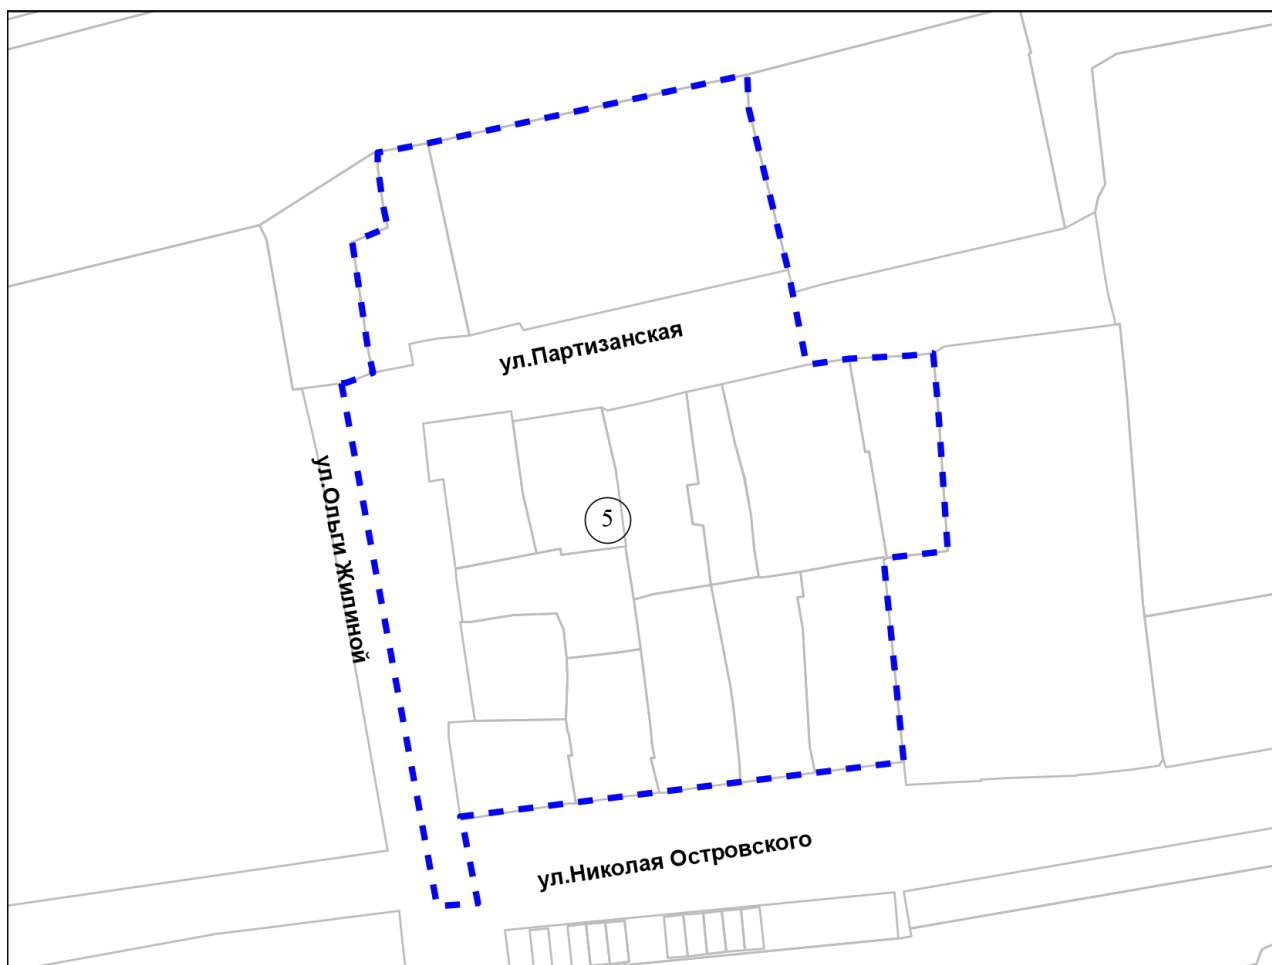 ул.Партизанская
ул.Ольги Жилиной
5
ул.Николая Островского